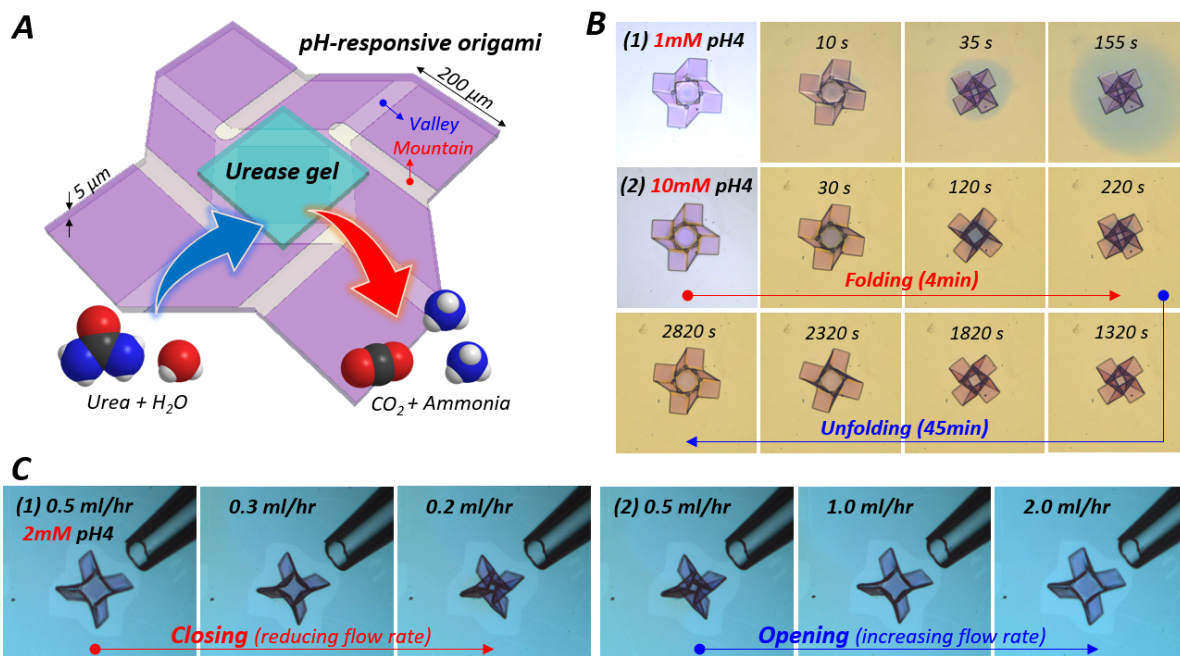 A
pH-responsive origami
200 µm
Valley
Mountain
Urease gel
5 µm
Urea + H2O
CO2 + Ammonia
B
(1) 1mM pH4
10 s
35 s
155 s
(2) 10mM pH4
30 s
120 s
220 s
Folding (4min)
2820 s
2320 s
1820 s
1320 s
Unfolding (45min)
C
(1) 0.5 ml/hr
2mM pH4
0.3 ml/hr
0.2 ml/hr
Closing (reducing flow rate)
(2) 0.5 ml/hr
1.0 ml/hr
2.0 ml/hr
Opening (increasing flow rate)